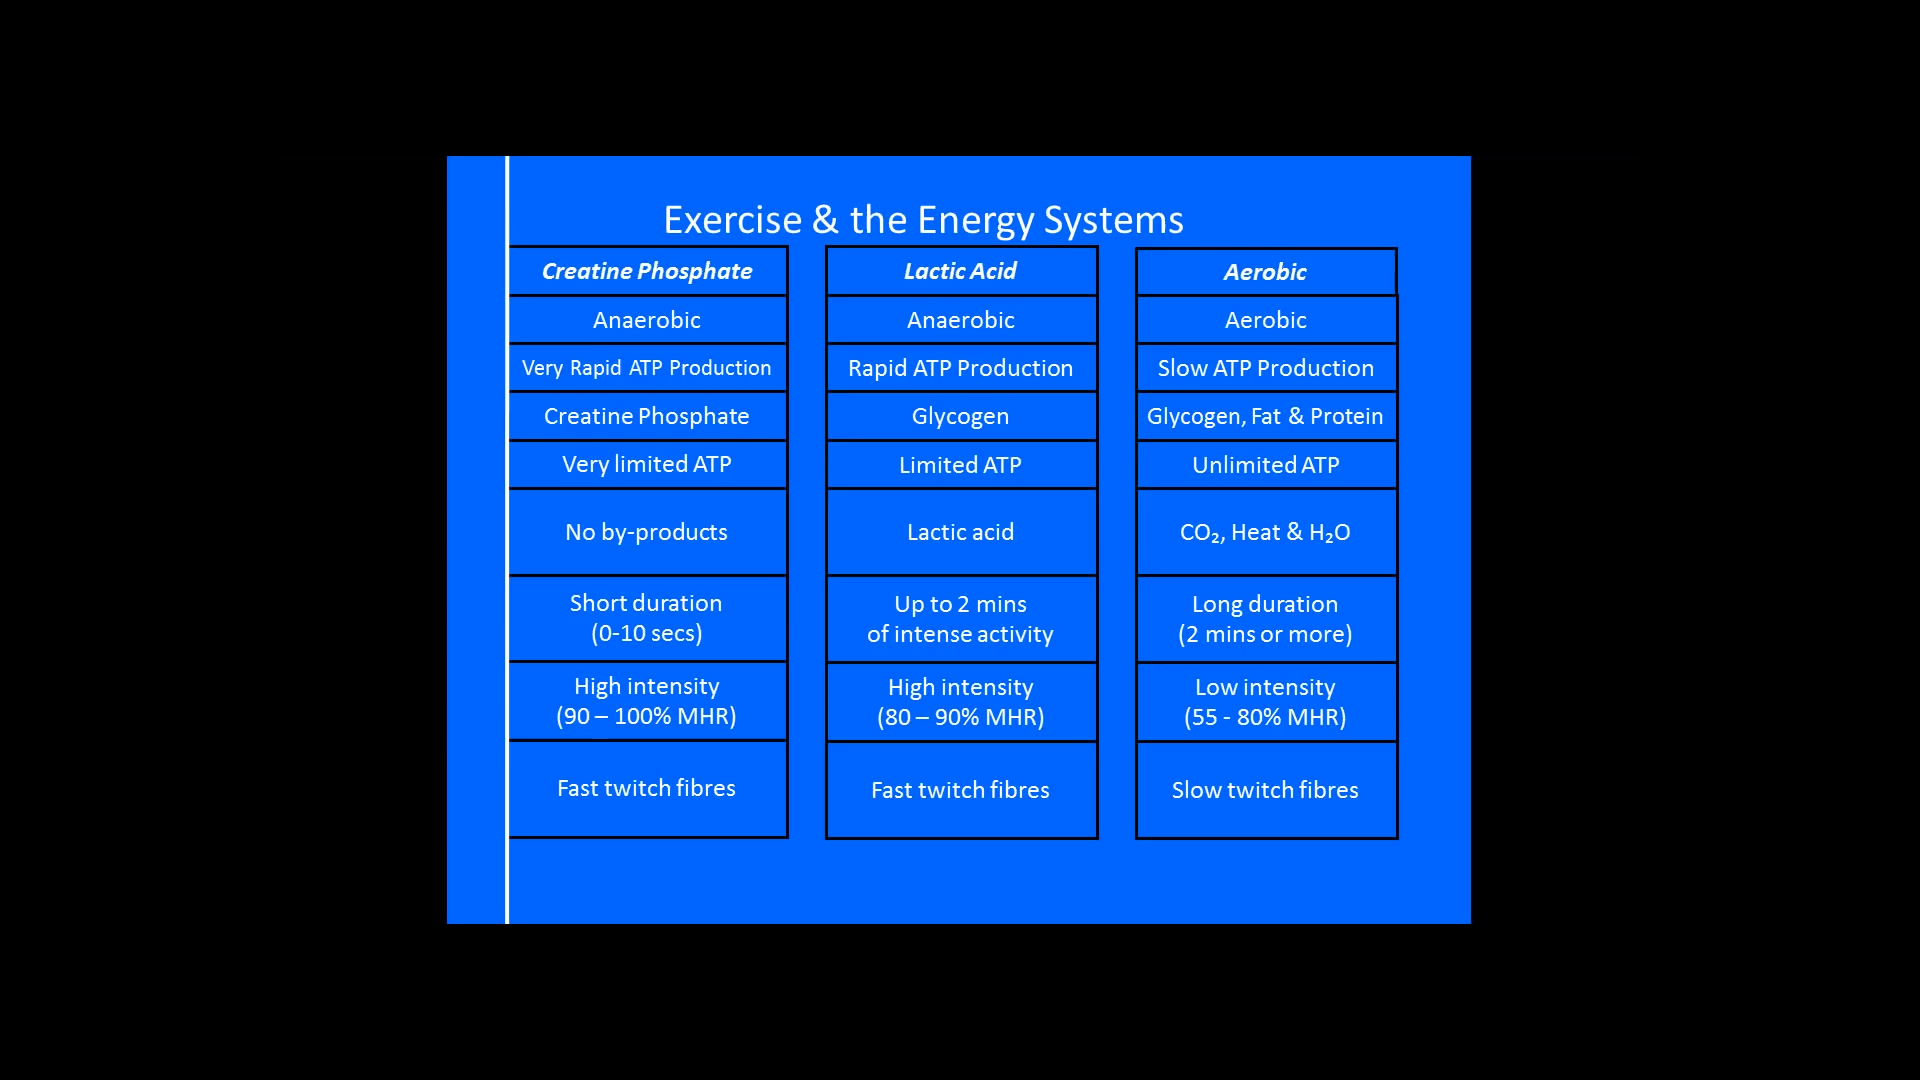 Exercise & the Energy Systems
Creatine Phosphate
Anaerobic
Very Rapid ATP Production
Creatine Phosphate
Very limited ATP
No by-products
Short duration
(0-10 secs)
High intensity
(90 – 100% MHR)
Fast twitch fibres
Lactic Acid
Anaerobic
Rapid ATP Production
Glycogen
Limited ATP
Lactic acid
Up to 2 mins
of intense activity
High intensity
(80 – 90% MHR)
Fast twitch fibres
Aerobic
Aerobic
Slow ATP Production
Glycogen, Fat & Protein
Unlimited ATP
CO₂, Heat & H₂O
Long duration
(2 mins or more)
Low intensity
(55 - 80% MHR)
Slow twitch fibres